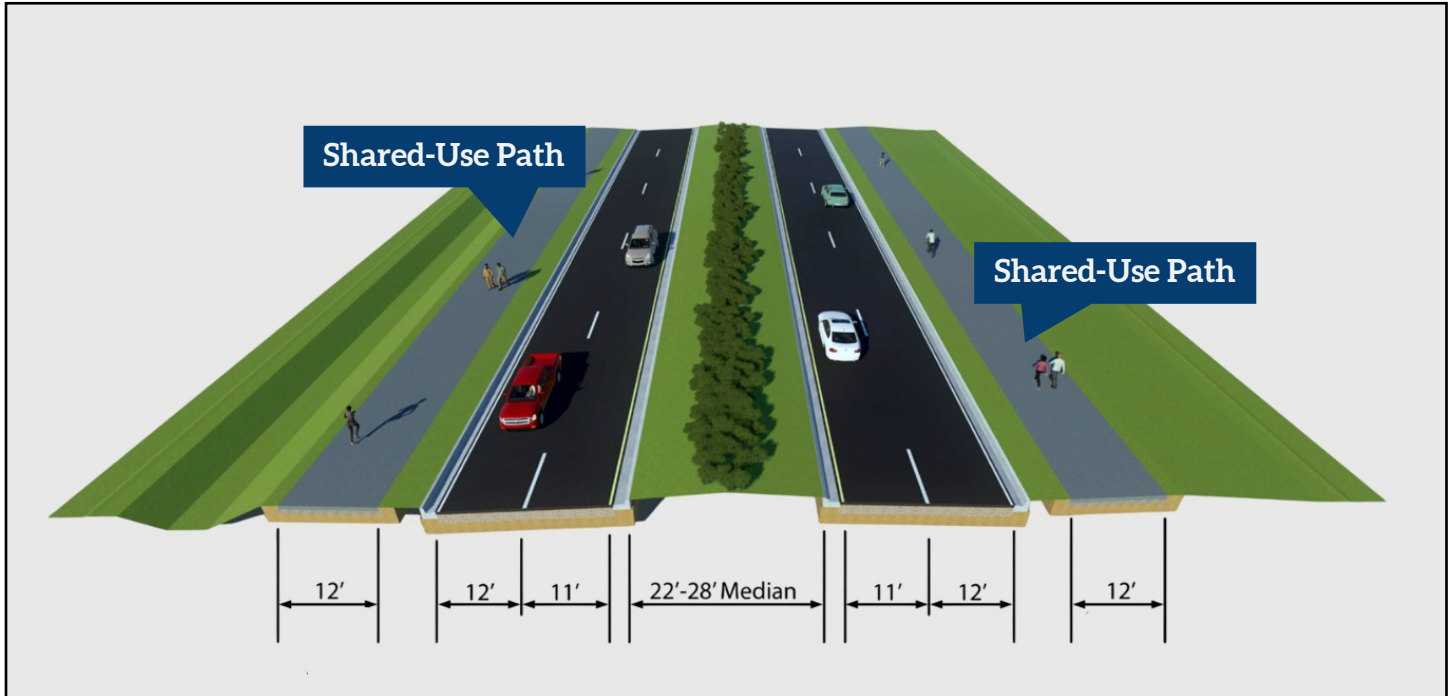 Shared-Use Path
Shared-Use Path
12′ 12′ 11′ 22′-28′ Median 11′ 12′ 12′